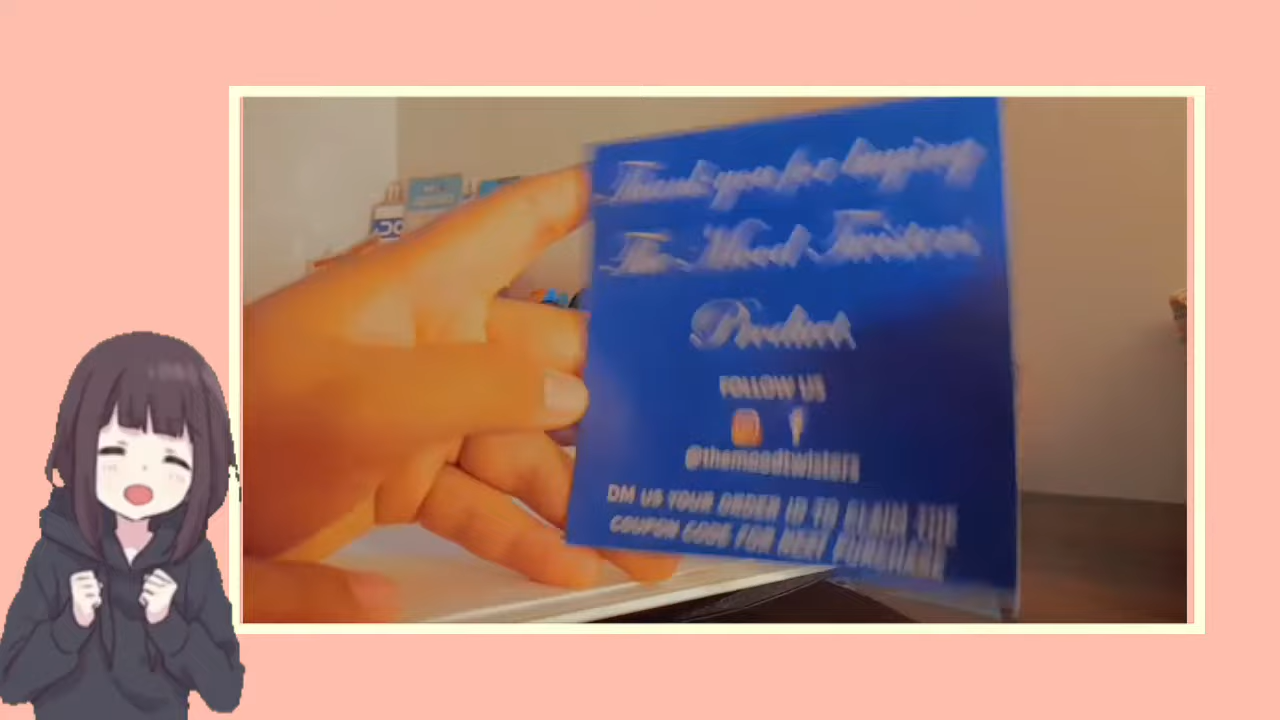 Thank you for buying
The Mood Twisters
Product
FOLLOW US
@themoodtwisters
DM US YOUR ORDER ID TO CLAIM THE
COUPON CODE FOR NEXT PURCHASE